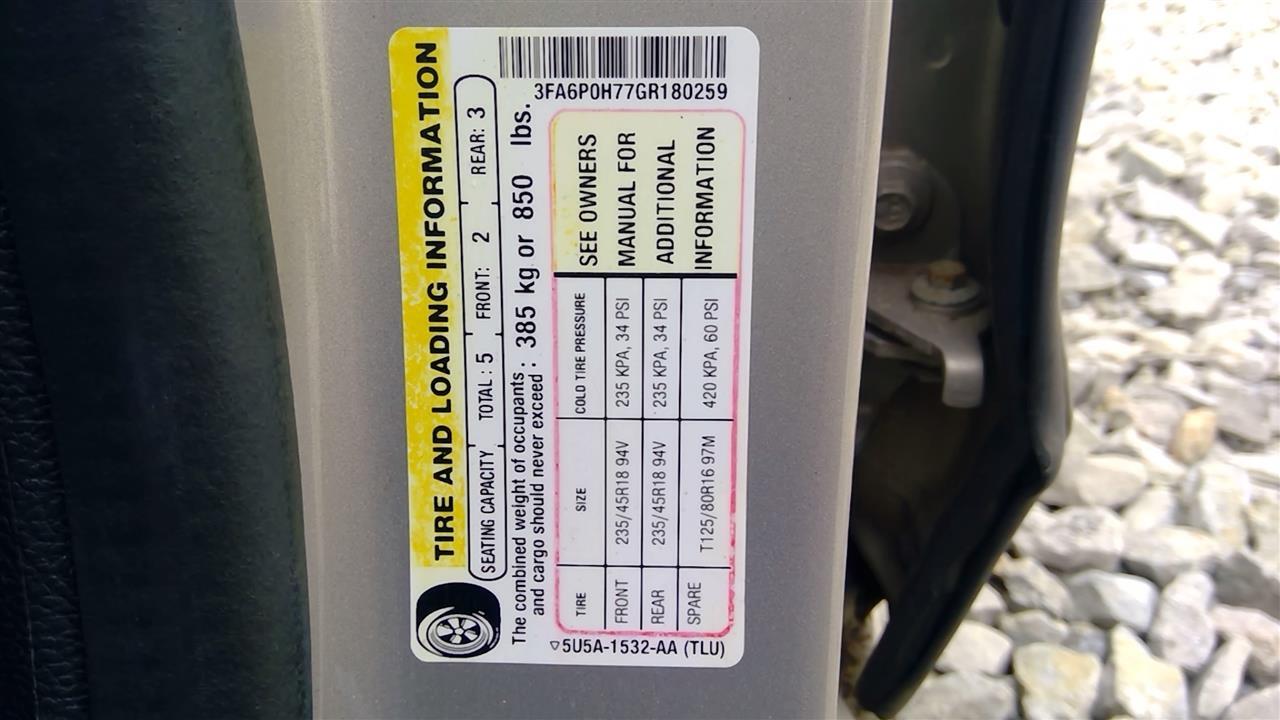 TIRE AND LOADING INFORMATION
SEATING CAPACITY TOTAL : 5 FRONT: 2 REAR: 3
The combined weight of occupants
and cargo should never exceed : 385 kg or 850 lbs.
TIRE SIZE COLD TIRE PRESSURE
FRONT 235/45R18 94V 235 KPA, 34 PSI
REAR 235/45R18 94V 235 KPA, 34 PSI
SPARE T125/80R16 97M 420 KPA, 60 PSI
SEE OWNERS
MANUAL FOR
ADDITIONAL
INFORMATION
5U5A-1532-AA (TLU)
3FA6P0H77GR180259